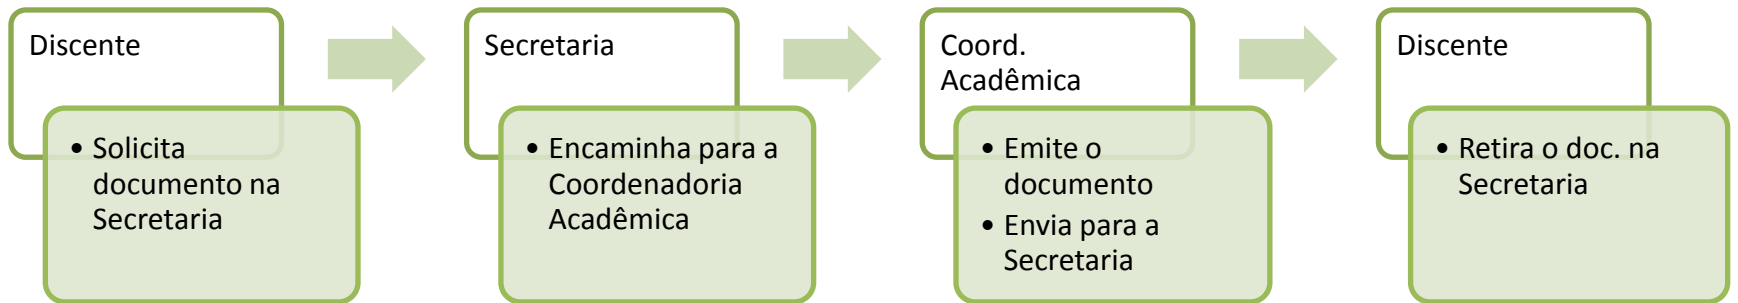 Discente
• Solicita
documento na
Secretaria
Secretaria
• Encaminha para a
Coordenadoria
Acadêmica
Coord.
Acadêmica
• Emite o
documento
• Envia para a
Secretaria
Discente
• Retira o doc. na
Secretaria